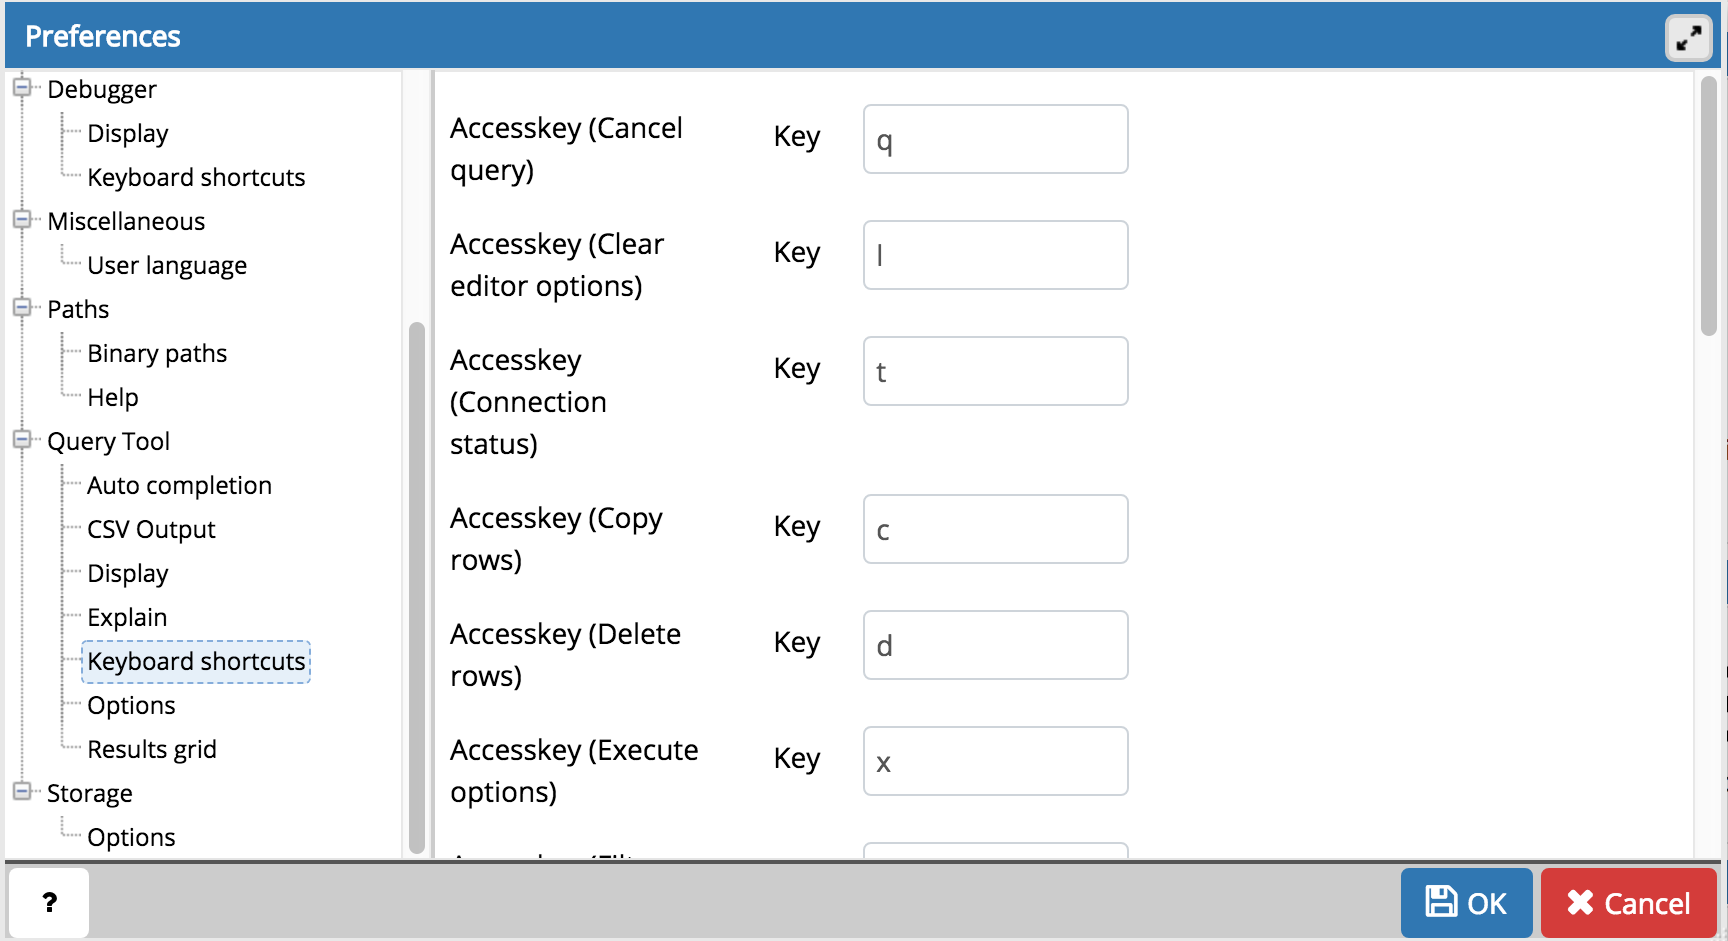 Preferences
Debugger
Display
Keyboard shortcuts
Miscellaneous
User language
Paths
Binary paths
Help
Query Tool
Auto completion
CSV Output
Display
Explain
Keyboard shortcuts
Options
Results grid
Storage
Options
Accesskey (Cancel
query)
Key
q
Accesskey (Clear
editor options)
Key
l
Accesskey
(Connection
status)
Key
t
Accesskey (Copy
rows)
Key
c
Accesskey (Delete
rows)
Key
d
Accesskey (Execute
options)
Key
x
?
OK
Cancel